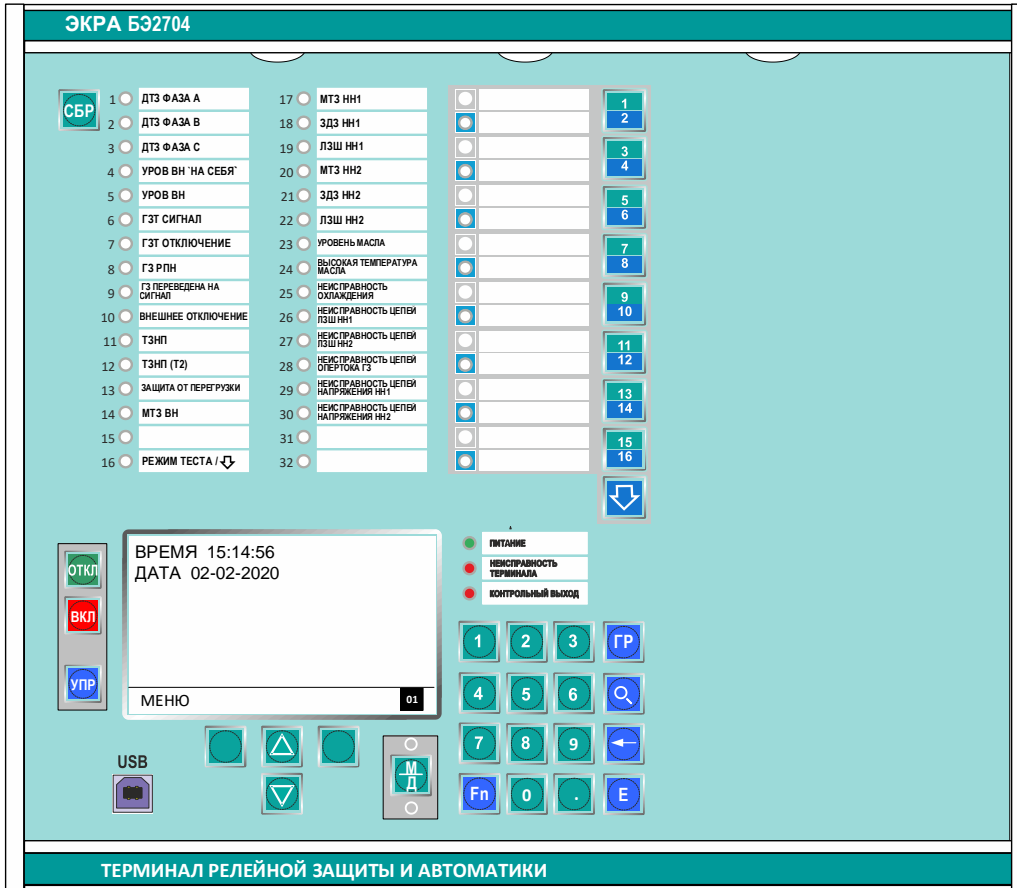 ЭКРА БЭ2704
СБР
1 ДТЗ ФАЗА А
2 ДТЗ ФАЗА В
3 ДТЗ ФАЗА С
4 УРОВ ВН `НА СЕБЯ`
5 УРОВ ВН
6 ГЗТ СИГНАЛ
7 ГЗТ ОТКЛЮЧЕНИЕ
8 ГЗ РПН
9 ГЗ ПЕРЕВЕДЕНА НА
СИГНАЛ
10 ВНЕШНЕЕ ОТКЛЮЧЕНИЕ
11 ТЗНП
12 ТЗНП (Т2)
13 ЗАЩИТА ОТ ПЕРЕГРУЗКИ
14 МТЗ ВН
15
16 РЕЖИМ ТЕСТА /
17 МТЗ НН1
18 ЗДЗ НН1
19 ЛЗШ НН1
20 МТЗ НН2
21 ЗДЗ НН2
22 ЛЗШ НН2
23 УРОВЕНЬ МАСЛА
24 ВЫСОКАЯ ТЕМПЕРАТУРА
МАСЛА
25 НЕИСПРАВНОСТЬ
ОХЛАЖДЕНИЯ
26 НЕИСПРАВНОСТЬ ЦЕПЕЙ
ЛЗШ НН1
27 НЕИСПРАВНОСТЬ ЦЕПЕЙ
ЛЗШ НН2
28 НЕИСПРАВНОСТЬ ЦЕПЕЙ
ОПЕРТОКА ГЗ
29 НЕИСПРАВНОСТЬ ЦЕПЕЙ
НАПРЯЖЕНИЯ НН1
30 НЕИСПРАВНОСТЬ ЦЕПЕЙ
НАПРЯЖЕНИЯ НН2
31
32
1
2
3
4
5
6
7
8
9
10
11
12
13
14
15
16
ОТКЛ
ВКЛ
УПР
ВРЕМЯ 15:14:56
ДАТА 02-02-2020
МЕНЮ 01
ПИТАНИЕ
НЕИСПРАВНОСТЬ
ТЕРМИНАЛА
КОНТРОЛЬНЫЙ ВЫХОД
1 2 3 ГР
4 5 6
7 8 9
Fn 0 . E
USB
М
Д
ТЕРМИНАЛ РЕЛЕЙНОЙ ЗАЩИТЫ И АВТОМАТИКИ